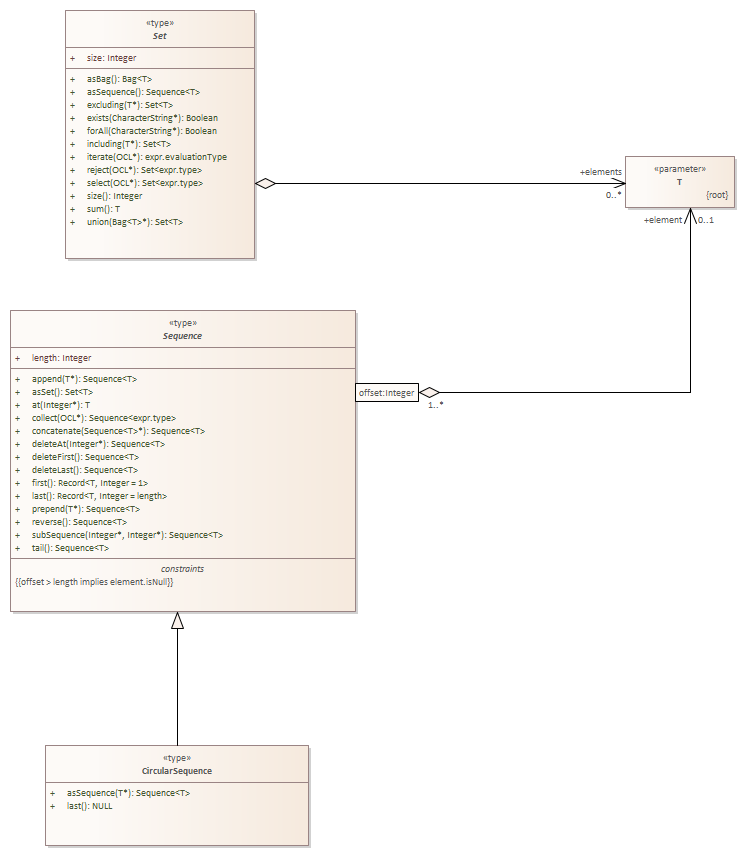 «type»
Set
+ size: Integer
+ asBag(): Bag<T>
+ asSequence(): Sequence<T>
+ excluding(T*): Set<T>
+ exists(CharacterString*): Boolean
+ forAll(CharacterString*): Boolean
+ including(T*): Set<T>
+ iterate(OCL*): expr.evaluationType
+ reject(OCL*): Set<expr.type>
+ select(OCL*): Set<expr.type>
+ size(): Integer
+ sum(): T
+ union(Bag<T>*): Set<T>
+elements
0..*
«parameter»
T
{root}
+element
0..1
«type»
Sequence
+ length: Integer
+ append(T*): Sequence<T>
+ asSet(): Set<T>
+ at(Integer*): T
+ collect(OCL*): Sequence<expr.type>
+ concatenate(Sequence<T>*): Sequence<T>
+ deleteAt(Integer*): Sequence<T>
+ deleteFirst(): Sequence<T>
+ deleteLast(): Sequence<T>
+ first(): Record<T, Integer = 1>
+ last(): Record<T, Integer = length>
+ prepend(T*): Sequence<T>
+ reverse(): Sequence<T>
+ subSequence(Integer*, Integer*): Sequence<T>
+ tail(): Sequence<T>
constraints
{{offset > length implies element.isNull}}
offset:Integer
1..*
«type»
CircularSequence
+ asSequence(T*): Sequence<T>
+ last(): NULL